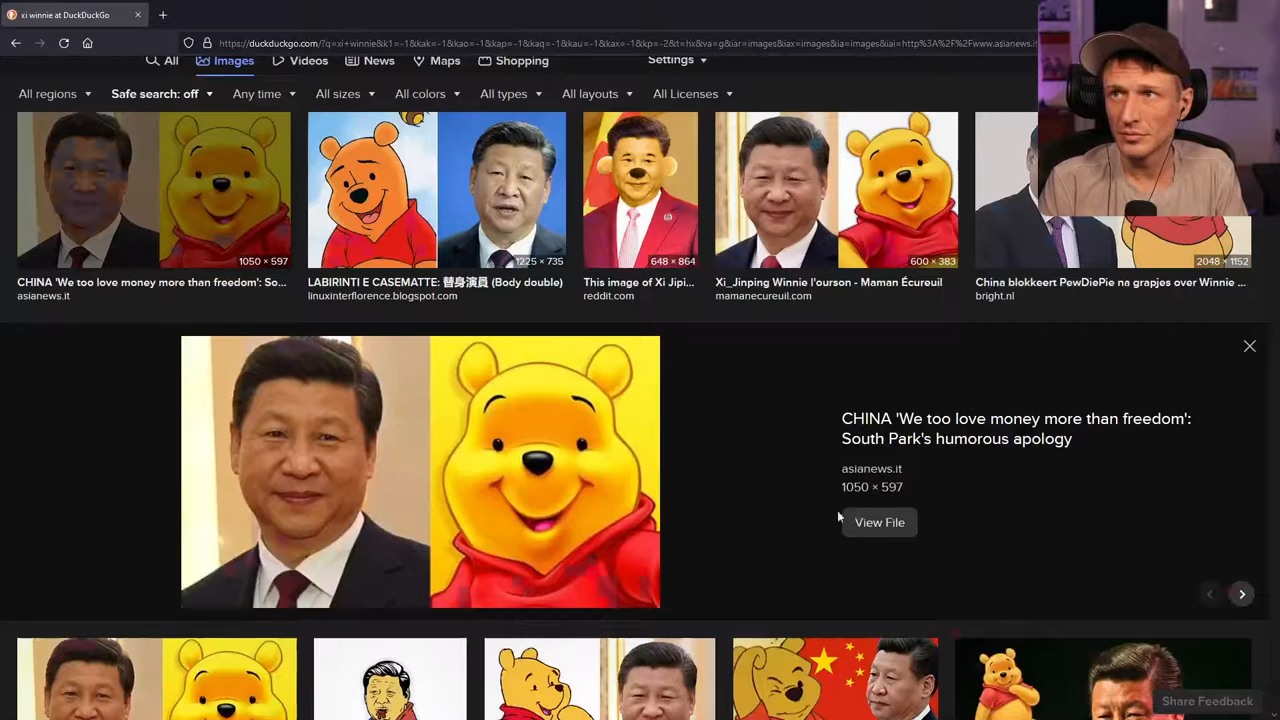 xi winnie at DuckDuckGo
https://duckduckgo.com/?q=xi+winnie&k1=-1&kak=-1&kao=-1&kap=-1&kaq=-1&kau=-1&kax=-1&kp=-2&t=hx&va=g&iar=images&iax=images&ia=images&iai=http%3A%2F%2Fwww.asianews.it
All Images Videos News Maps Shopping Settings
All regions Safe search: off Any time All sizes All colors All types All layouts All Licenses
1050 × 597 1225 × 735 648 × 864 600 × 383 2048 × 1152
CHINA 'We too love money more than freedom': So... LABIRINTI E CASEMATTE: 替身演員 (Body double) This image of Xi Jipi... Xi_Jinping Winnie l'ourson - Maman Écureuil China blokkeert PewDiePie na grapjes over Winnie ...
asianews.it linuxinterflorence.blogspot.com reddit.com mamanecureuil.com bright.nl
CHINA 'We too love money more than freedom':
South Park's humorous apology
asianews.it
1050 × 597
View File
Share Feedback